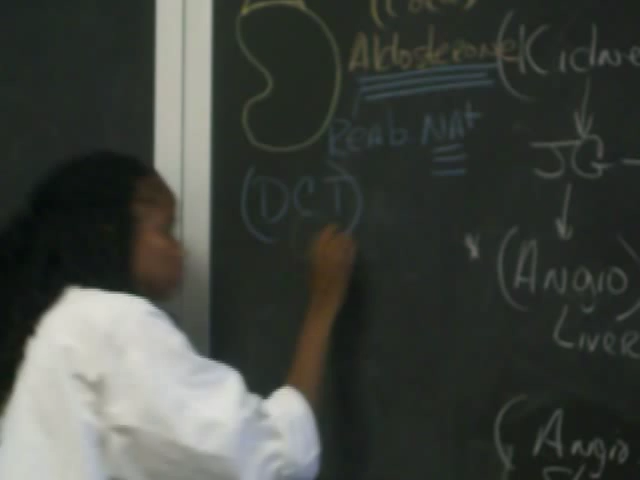 Aldosterone
Reab. NA+
(DCT)
(Kidne
JG
(Angio)
Liver
(Angio